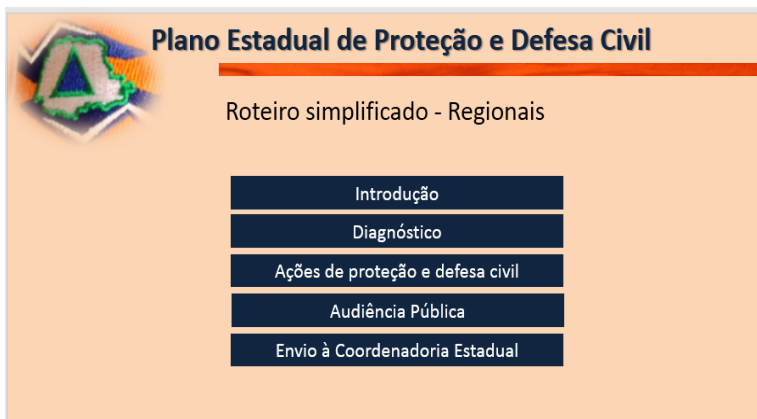 Plano Estadual de Proteção e Defesa Civil
Roteiro simplificado - Regionais
Introdução
Diagnóstico
Ações de proteção e defesa civil
Audiência Pública
Envio à Coordenadoria Estadual